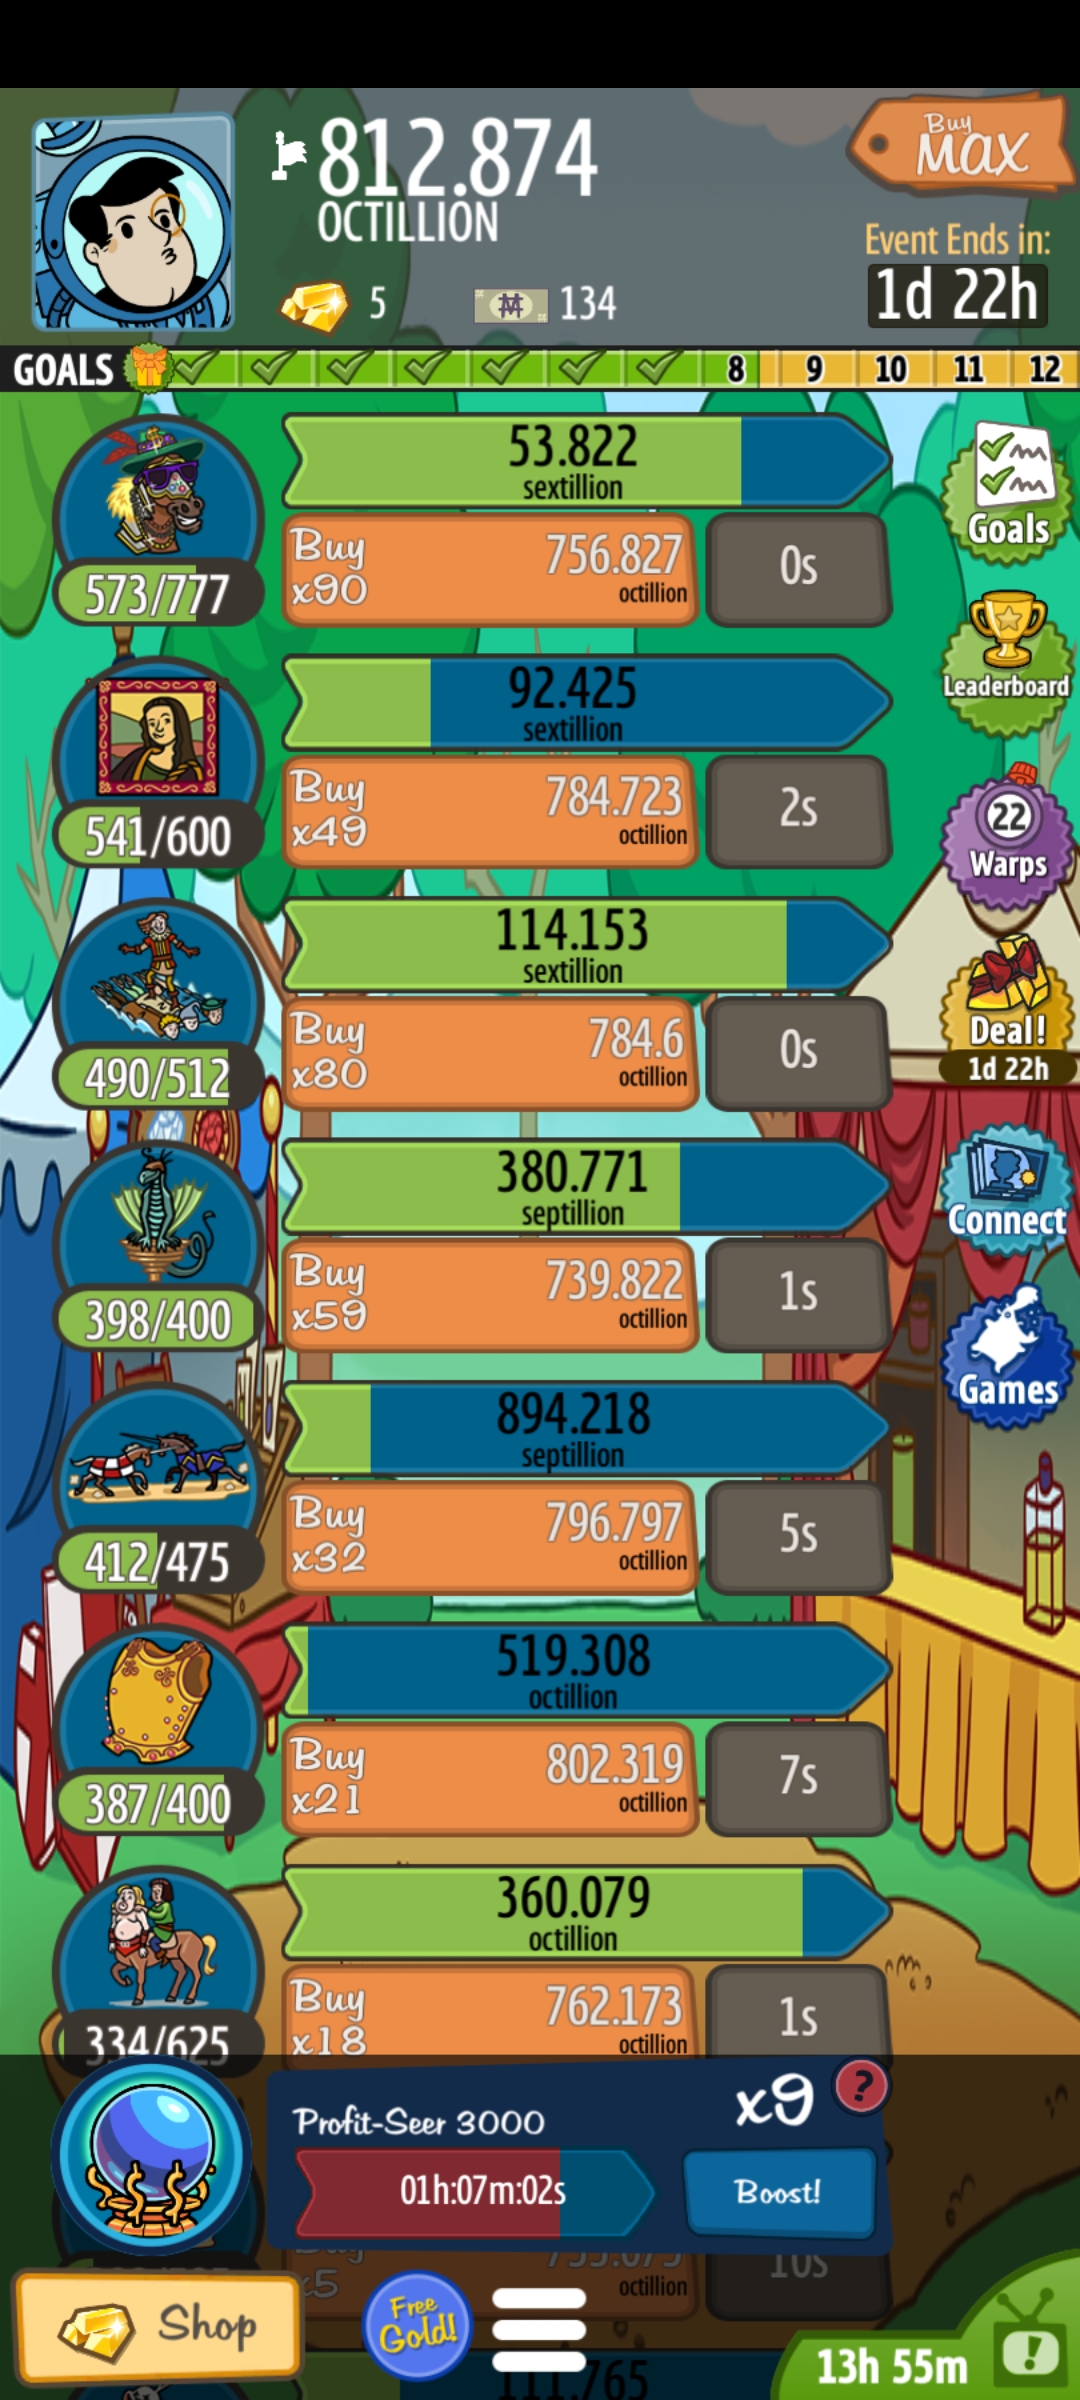 812.874
OCTILLION
Buy
MAX
Event Ends in:
1d 22h
5
134
GOALS
8
9
10
11
12
53.822
sextillion
573/777
Buy
x90
756.827
octillion
0s
Goals
Leaderboard
92.425
sextillion
541/600
Buy
x49
784.723
octillion
2s
22
Warps
114.153
sextillion
490/512
Buy
x80
784.6
octillion
0s
Deal!
1d 22h
380.771
septillion
398/400
Buy
x59
739.822
octillion
1s
Connect
Games
894.218
septillion
412/475
Buy
x32
796.797
octillion
5s
519.308
octillion
387/400
Buy
x21
802.319
octillion
7s
360.079
octillion
334/625
Buy
x18
762.173
octillion
1s
Profit-Seer 3000
x9
?
01h:07m:02s
Boost!
x5
octillion
10s
Shop
Free
Gold!
111.765
13h 55m
!